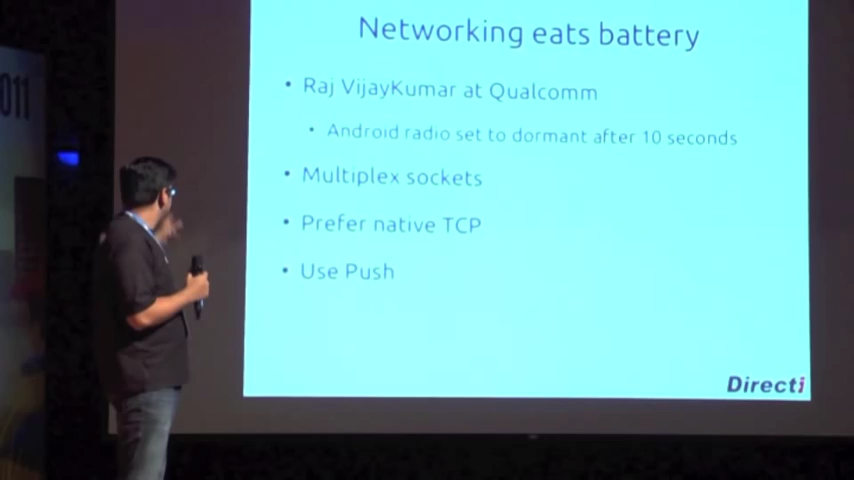 011
Networking eats battery
• Raj VijayKumar at Qualcomm
• Android radio set to dormant after 10 seconds
• Multiplex sockets
• Prefer native TCP
• Use Push
Directi